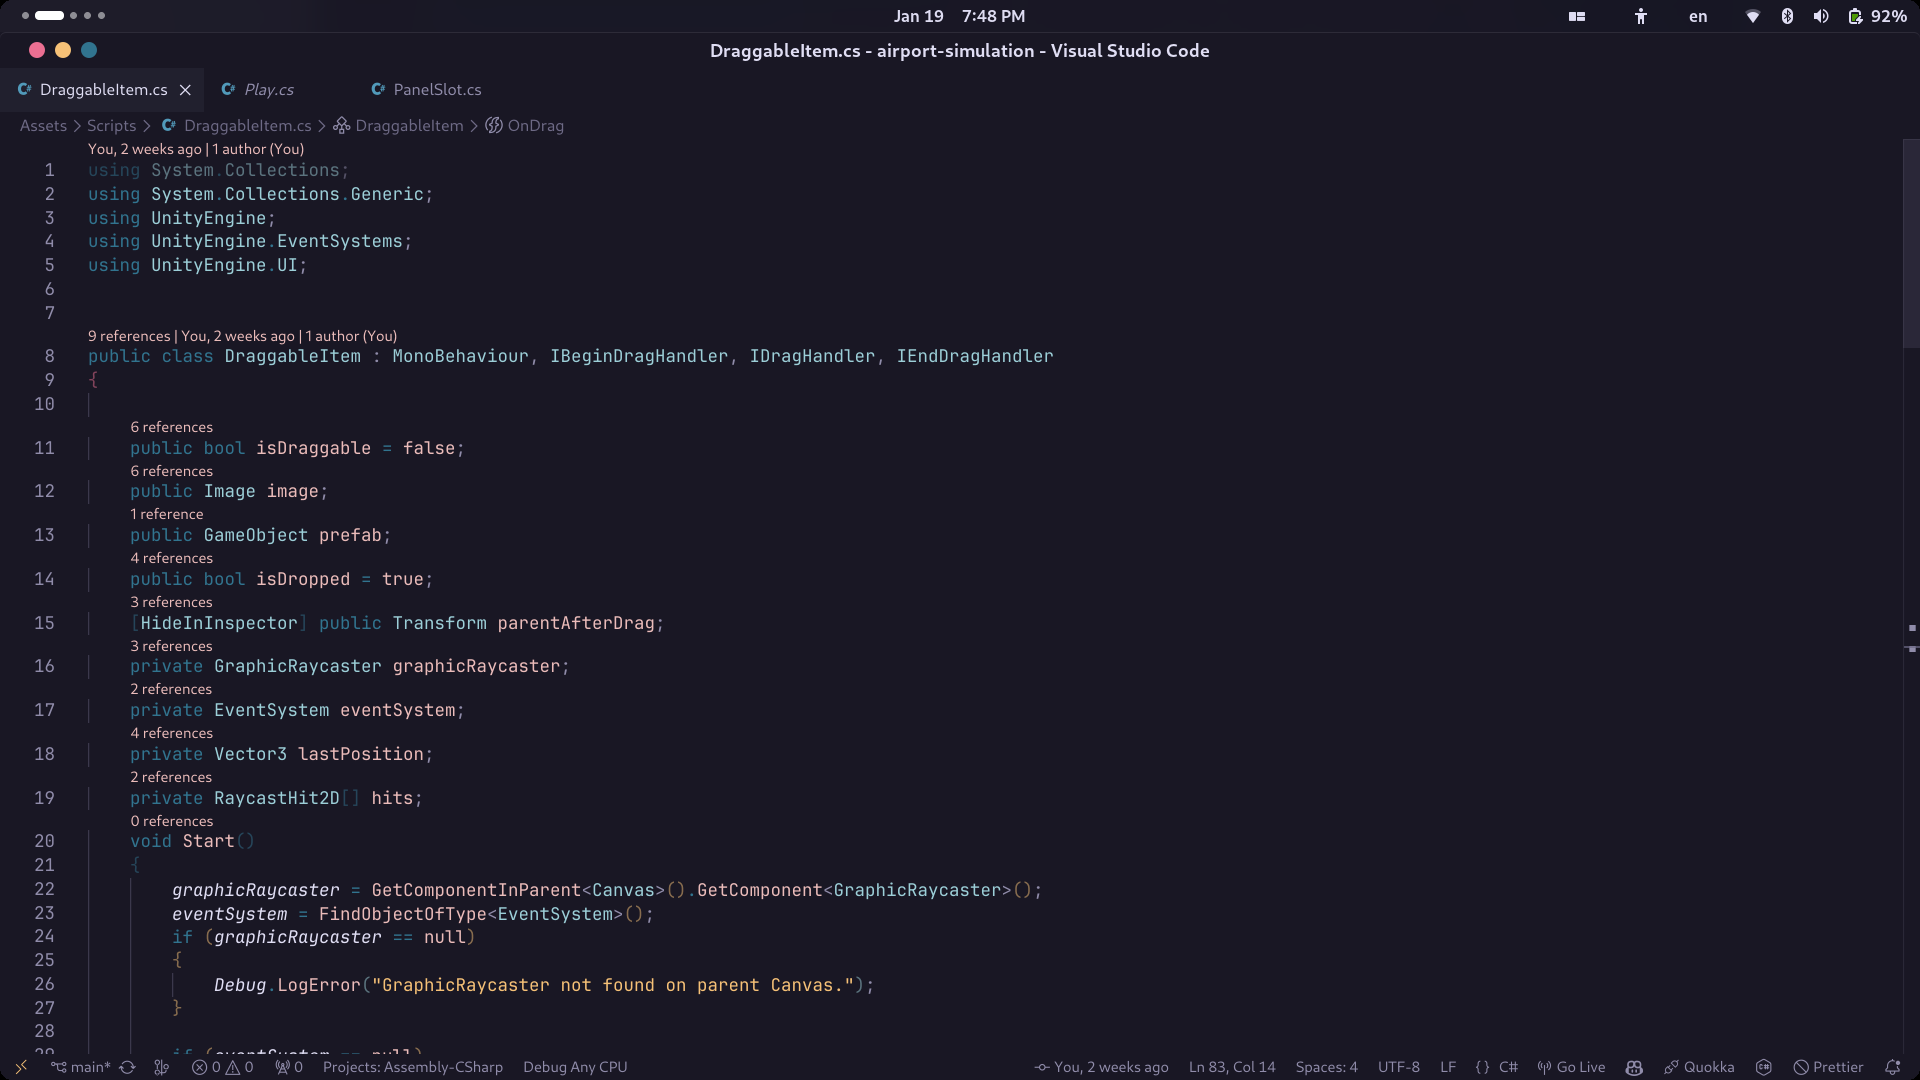 Jan 19 7:48 PM
en 92%
DraggableItem.cs - airport-simulation - Visual Studio Code
DraggableItem.cs Play.cs PanelSlot.cs
Assets > Scripts > DraggableItem.cs > DraggableItem > OnDrag
You, 2 weeks ago | 1 author (You)
1 using System.Collections;
2 using System.Collections.Generic;
3 using UnityEngine;
4 using UnityEngine.EventSystems;
5 using UnityEngine.UI;
6
7
9 references | You, 2 weeks ago | 1 author (You)
8 public class DraggableItem : MonoBehaviour, IBeginDragHandler, IDragHandler, IEndDragHandler
9 {
10
6 references
11 public bool isDraggable = false;
6 references
12 public Image image;
1 reference
13 public GameObject prefab;
4 references
14 public bool isDropped = true;
3 references
15 [HideInInspector] public Transform parentAfterDrag;
3 references
16 private GraphicRaycaster graphicRaycaster;
2 references
17 private EventSystem eventSystem;
4 references
18 private Vector3 lastPosition;
2 references
19 private RaycastHit2D[] hits;
0 references
20 void Start()
21 {
22 graphicRaycaster = GetComponentInParent<Canvas>().GetComponent<GraphicRaycaster>();
23 eventSystem = FindObjectOfType<EventSystem>();
24 if (graphicRaycaster == null)
25 {
26 Debug.LogError("GraphicRaycaster not found on parent Canvas.");
27 }
28
29 if (eventSystem == null)
main* 0 0 0 Projects: Assembly-CSharp Debug Any CPU You, 2 weeks ago Ln 83, Col 14 Spaces: 4 UTF-8 LF {} C# Go Live Quokka Prettier